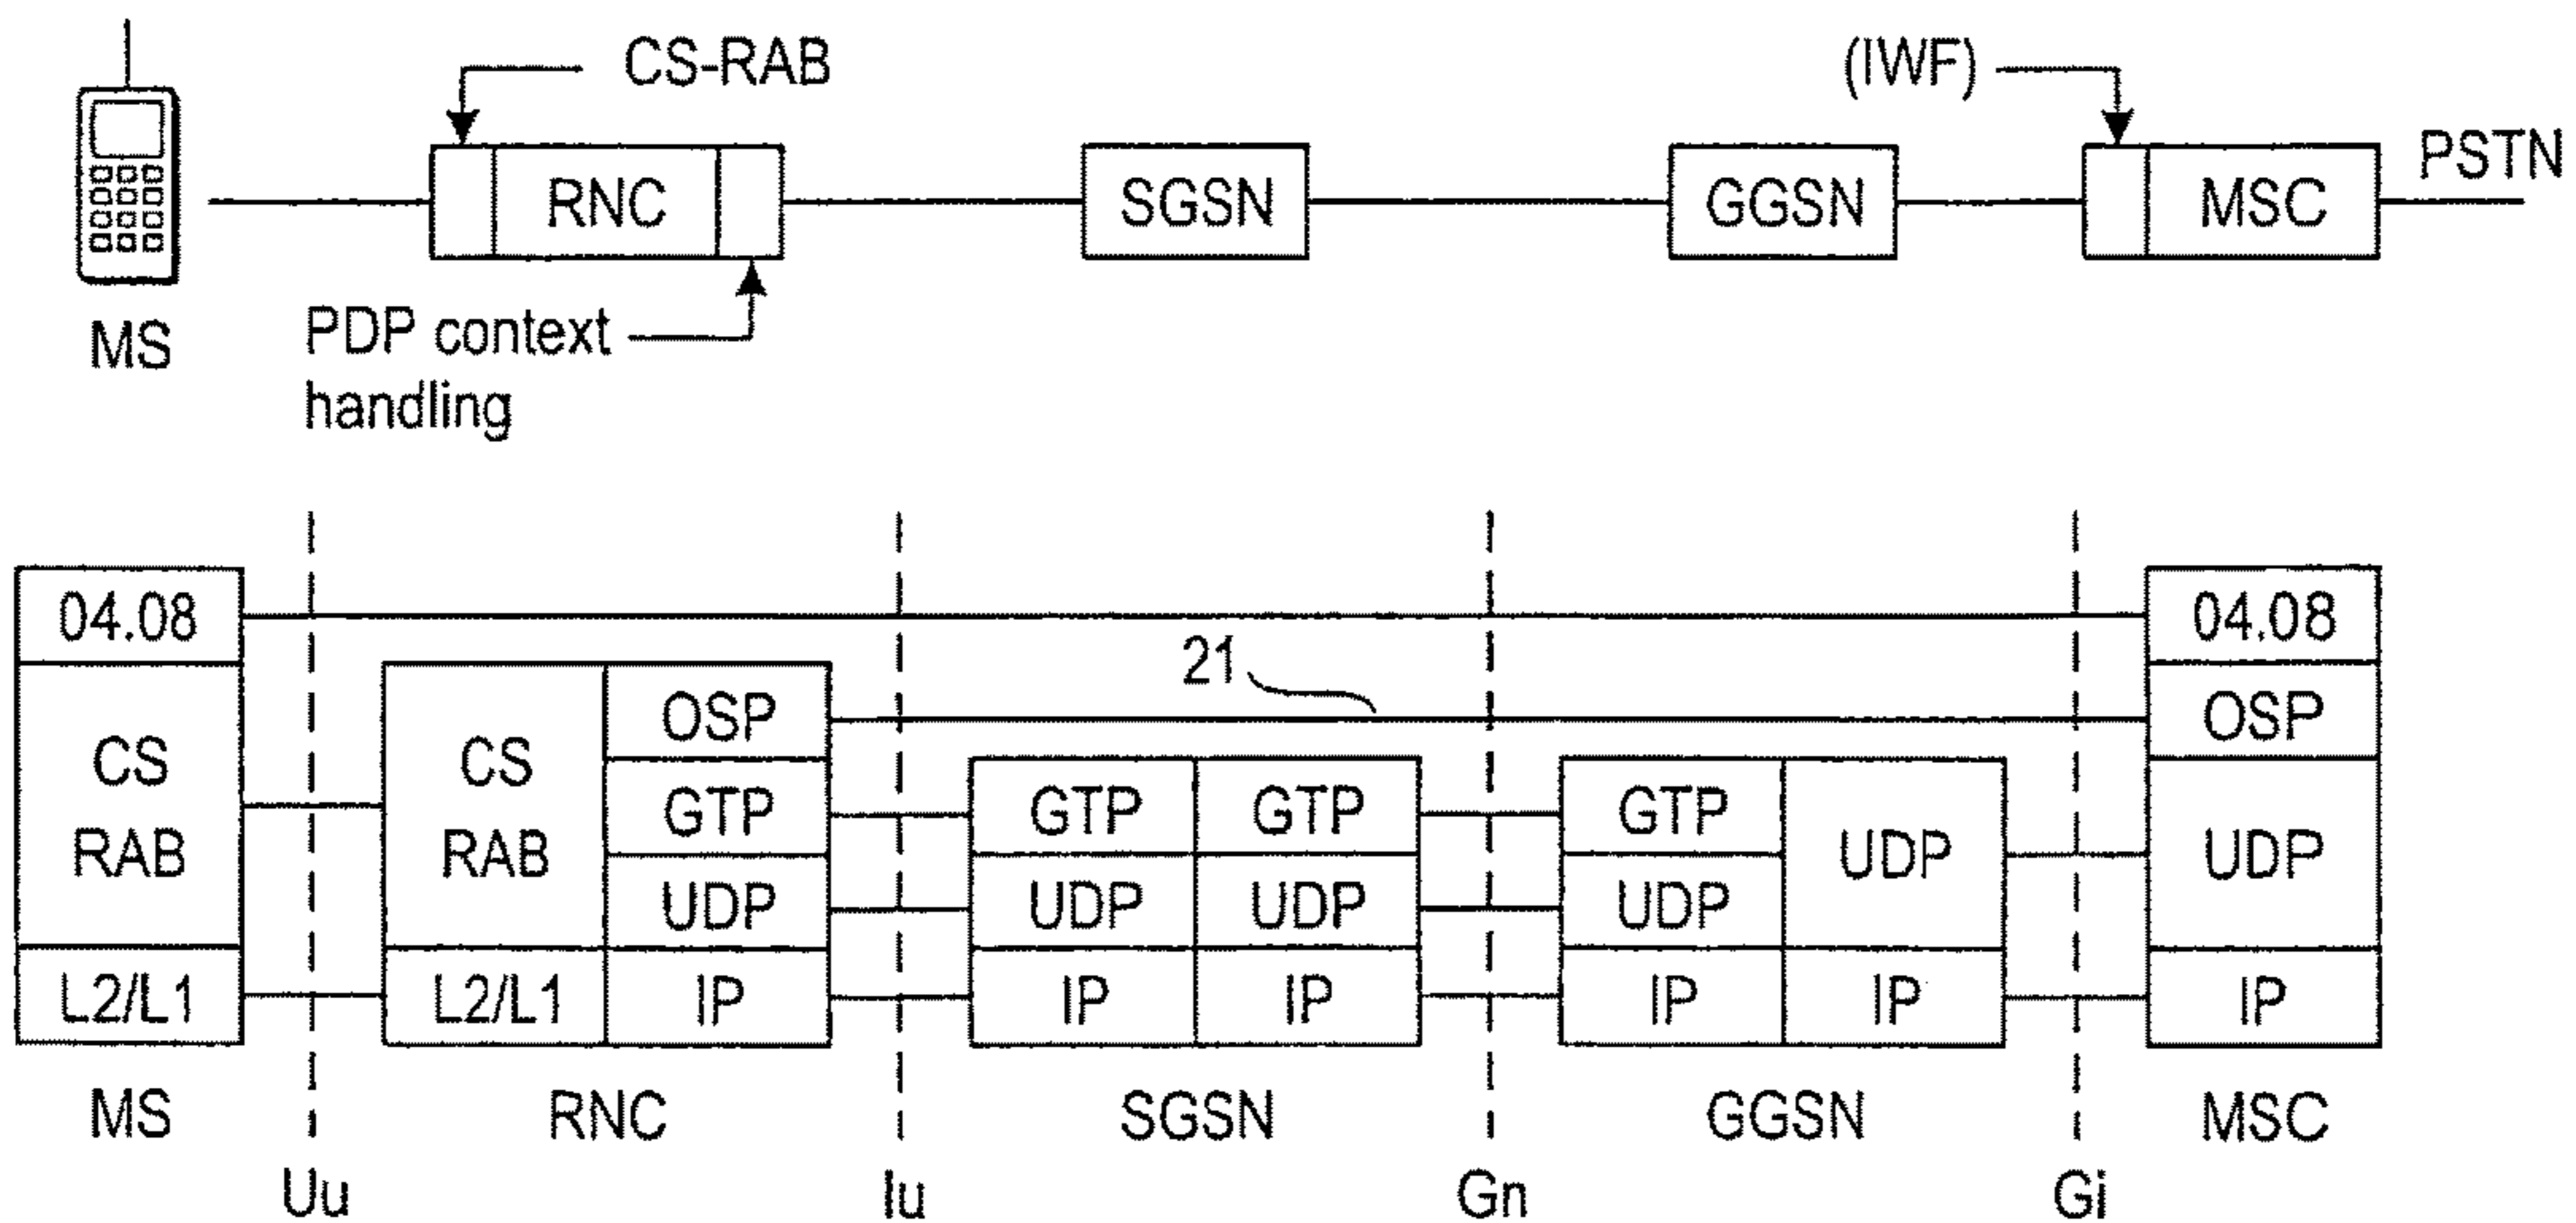 CS-RAB
(IWF)
RNC
SGSN
GGSN
MSC
PSTN
MS
PDP context
handling
04.08
04.08
21
OSP
OSP
CS
RAB
CS
RAB
GTP
GTP
GTP
GTP
UDP
UDP
UDP
UDP
UDP
UDP
L2/L1
L2/L1
IP
IP
IP
IP
IP
IP
MS
RNC
SGSN
GGSN
MSC
Uu
Iu
Gn
Gi